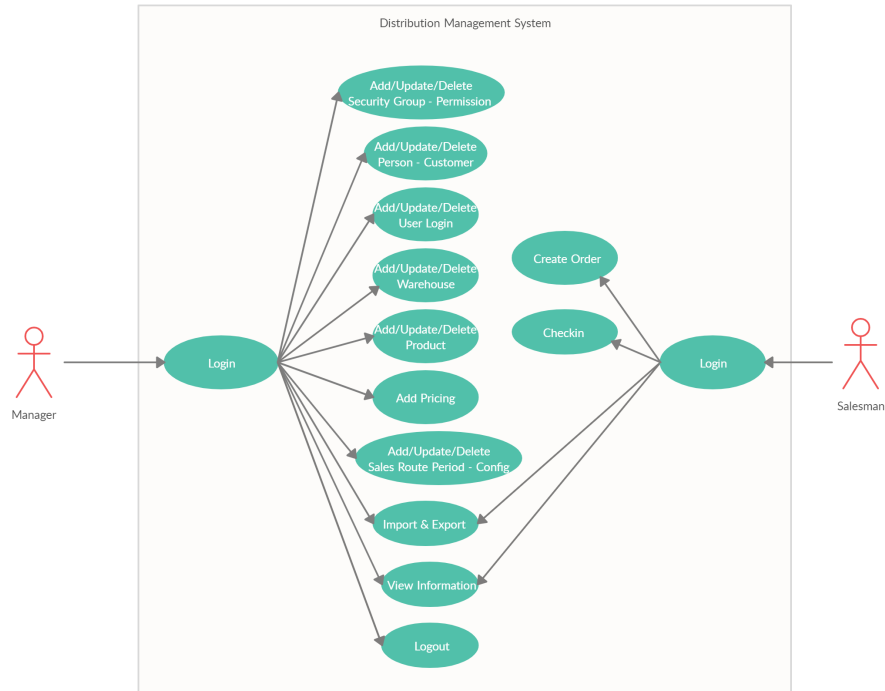 Distribution Management System
Add/Update/Delete
Security Group - Permission
Add/Update/Delete
Person - Customer
Add/Update/Delete
User Login
Add/Update/Delete
Warehouse
Add/Update/Delete
Product
Add Pricing
Add/Update/Delete
Sales Route Period - Config
Import & Export
View Information
Logout
Create Order
Checkin
Login
Login
Manager
Salesman